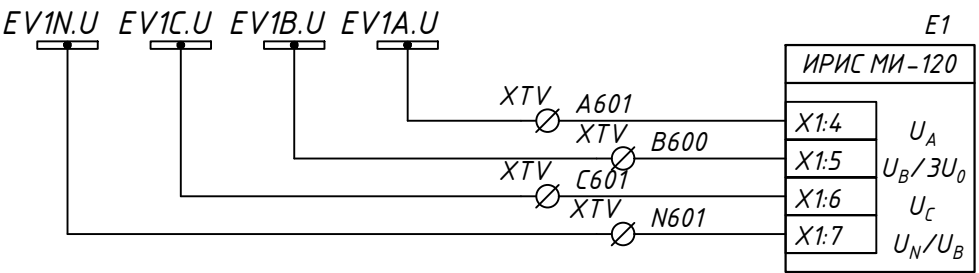 EV1N.U EV1C.U EV1B.U EV1A.U
E1
ИРИС МИ-120
XTV A601
X1:4 U_A
XTV B600
X1:5 U_B/3U_0
XTV C601
X1:6 U_C
XTV N601
X1:7 U_N/U_B